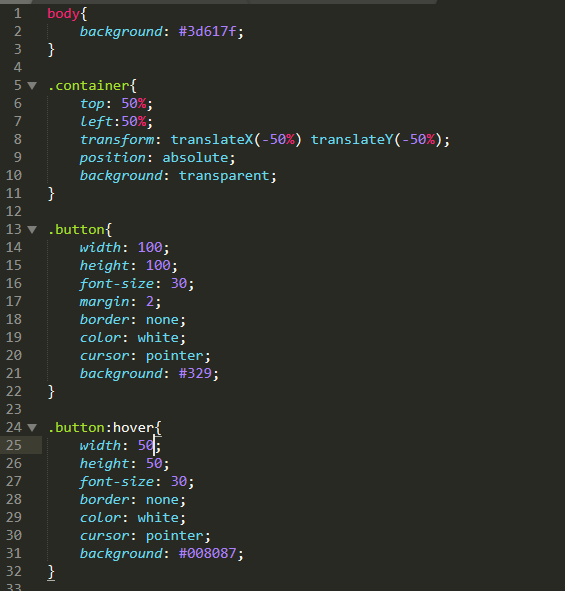 1 body{
2     background: #3d617f;
3 }
4
5 .container{
6     top: 50%;
7     left:50%;
8     transform: translateX(-50%) translateY(-50%);
9     position: absolute;
10     background: transparent;
11 }
12
13 .button{
14     width: 100;
15     height: 100;
16     font-size: 30;
17     margin: 2;
18     border: none;
19     color: white;
20     cursor: pointer;
21     background: #329;
22 }
23
24 .button:hover{
25     width: 50;
26     height: 50;
27     font-size: 30;
28     border: none;
29     color: white;
30     cursor: pointer;
31     background: #008087;
32 }
33